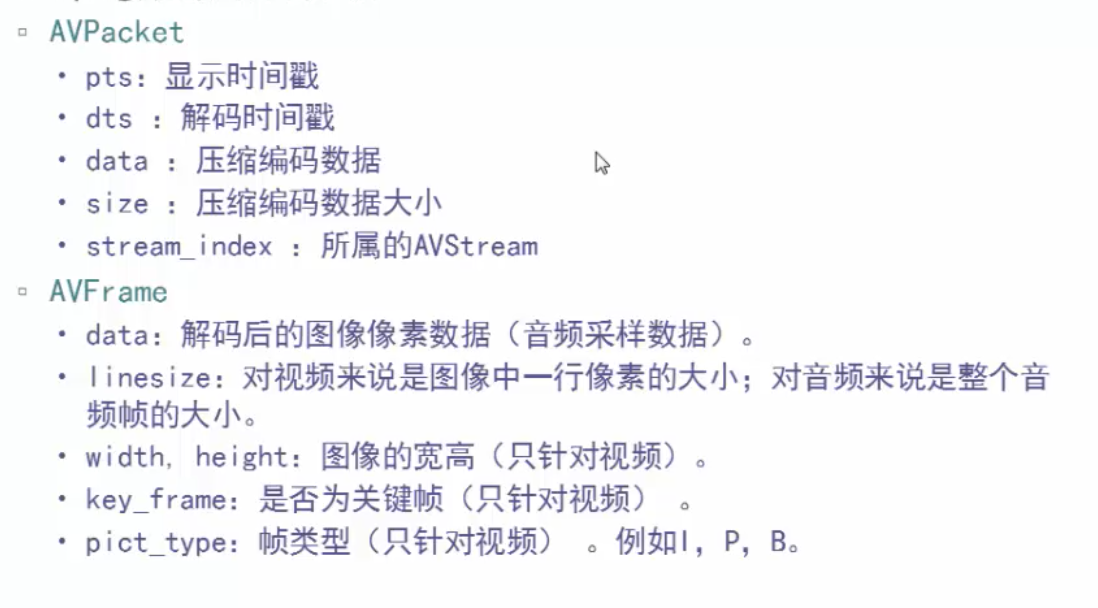 ▫ AVPacket
• pts：显示时间戳
• dts ：解码时间戳
• data ：压缩编码数据
• size ：压缩编码数据大小
• stream_index ：所属的AVStream
▫ AVFrame
• data：解码后的图像像素数据（音频采样数据）。
• linesize：对视频来说是图像中一行像素的大小；对音频来说是整个音
频帧的大小。
• width, height：图像的宽高（只针对视频）。
• key_frame：是否为关键帧（只针对视频） 。
• pict_type：帧类型（只针对视频） 。例如I，P，B。